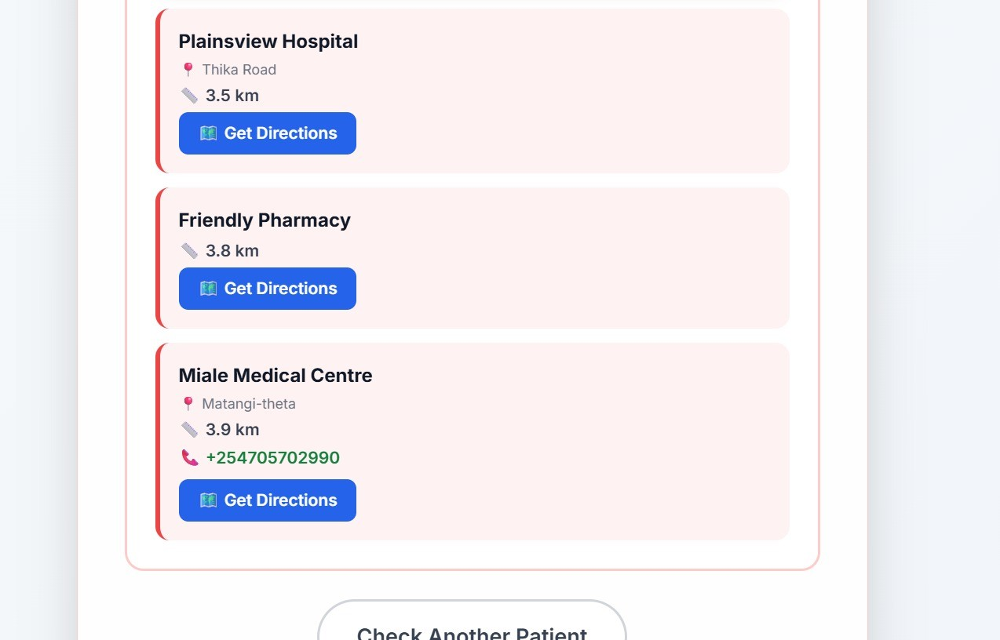 Plainsview Hospital
Thika Road
3.5 km
Get Directions
Friendly Pharmacy
3.8 km
Get Directions
Miale Medical Centre
Matangi-theta
3.9 km
+254705702990
Get Directions
Check Another Patient